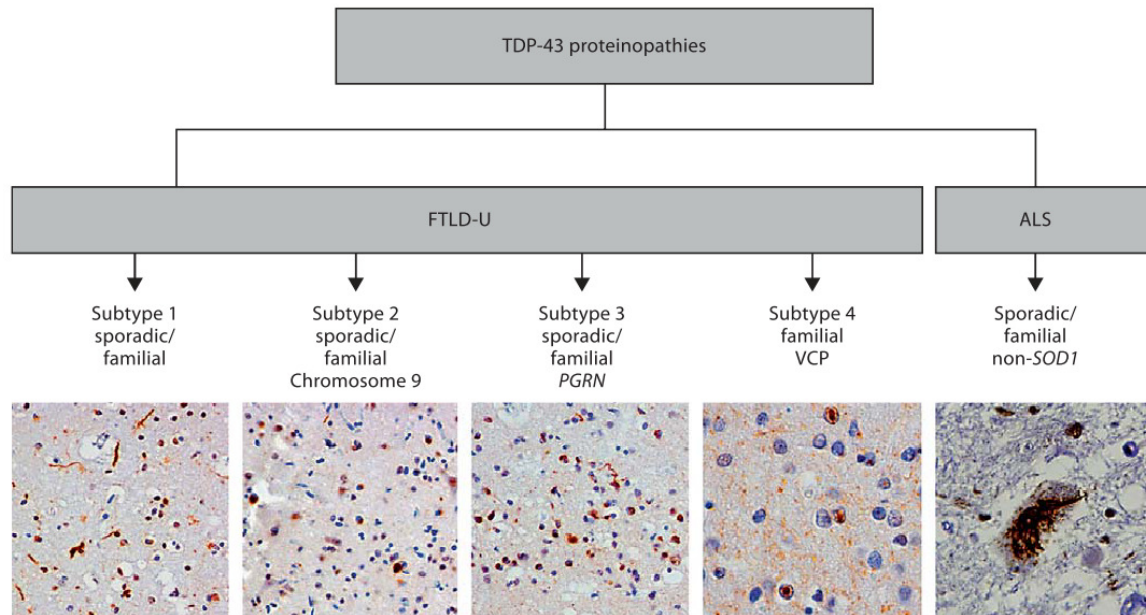 TDP-43 proteinopathies
FTLD-U
ALS
Subtype 1
sporadic/
familial
Subtype 2
sporadic/
familial
Chromosome 9
Subtype 3
sporadic/
familial
PGRN
Subtype 4
familial
VCP
Sporadic/
familial
non-SOD1